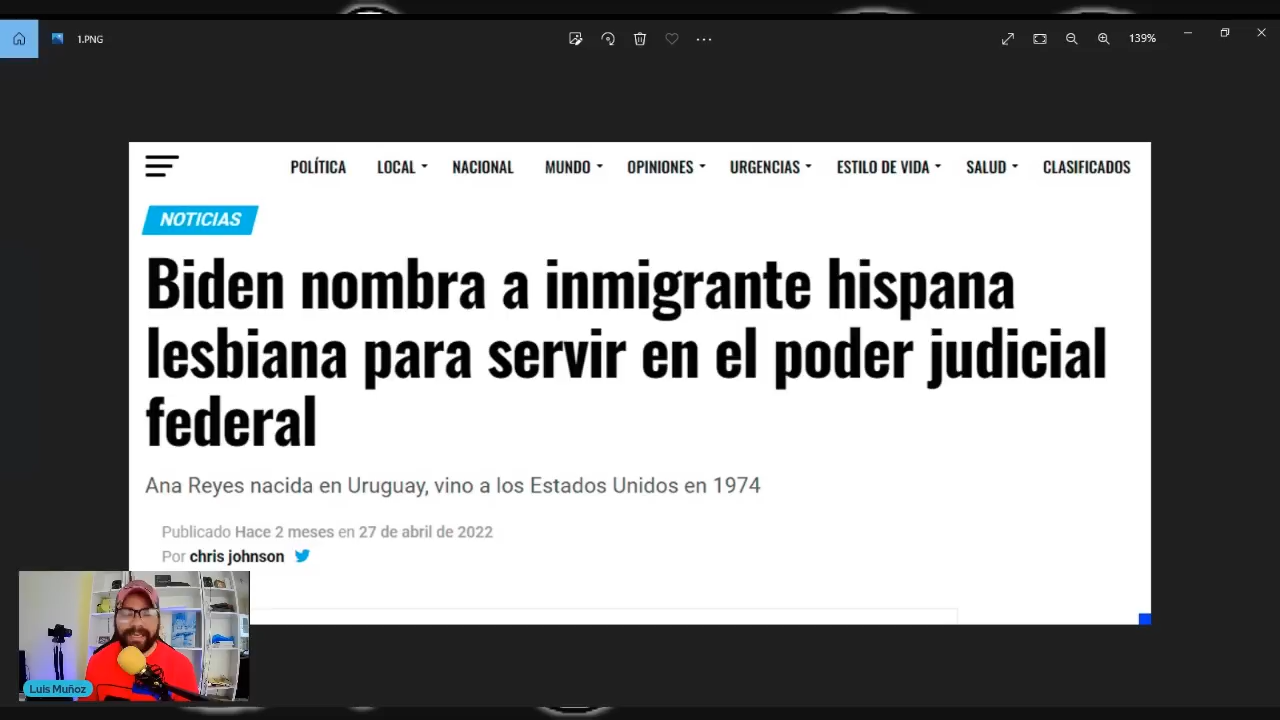 1.PNG
139%
POLÍTICA LOCAL NACIONAL MUNDO OPINIONES URGENCIAS ESTILO DE VIDA SALUD CLASIFICADOS
NOTICIAS
Biden nombra a inmigrante hispana
lesbiana para servir en el poder judicial
federal
Ana Reyes nacida en Uruguay, vino a los Estados Unidos en 1974
Publicado Hace 2 meses en 27 de abril de 2022
Por chris johnson
Luis Muñoz